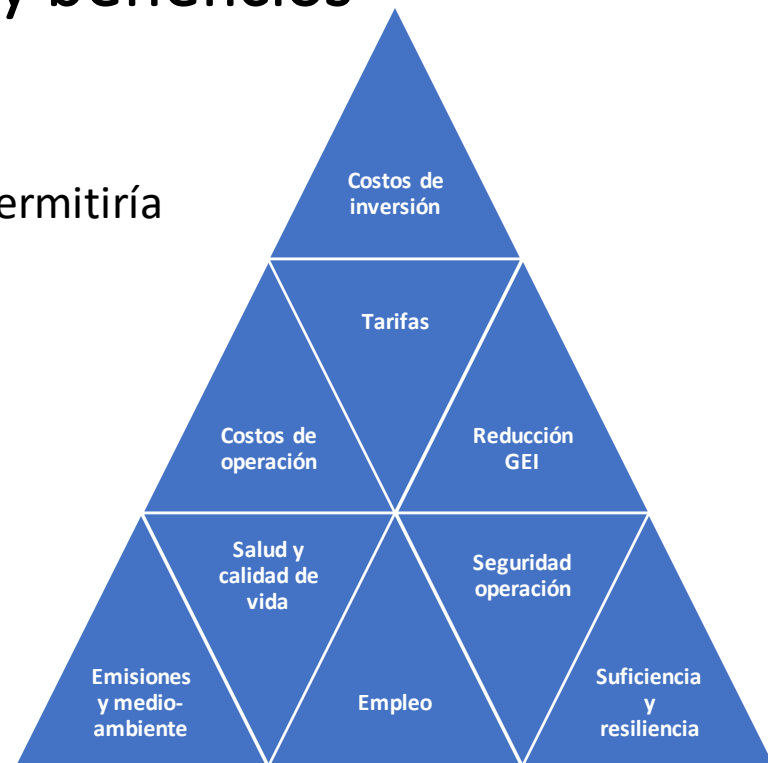 y beneficios
ermitiría
Costos de
inversión
Tarifas
Costos de
operación
Reducción
GEI
Salud y
calidad de
vida
Seguridad
operación
Emisiones
y medio-
ambiente
Empleo
Suficiencia
y
resiliencia